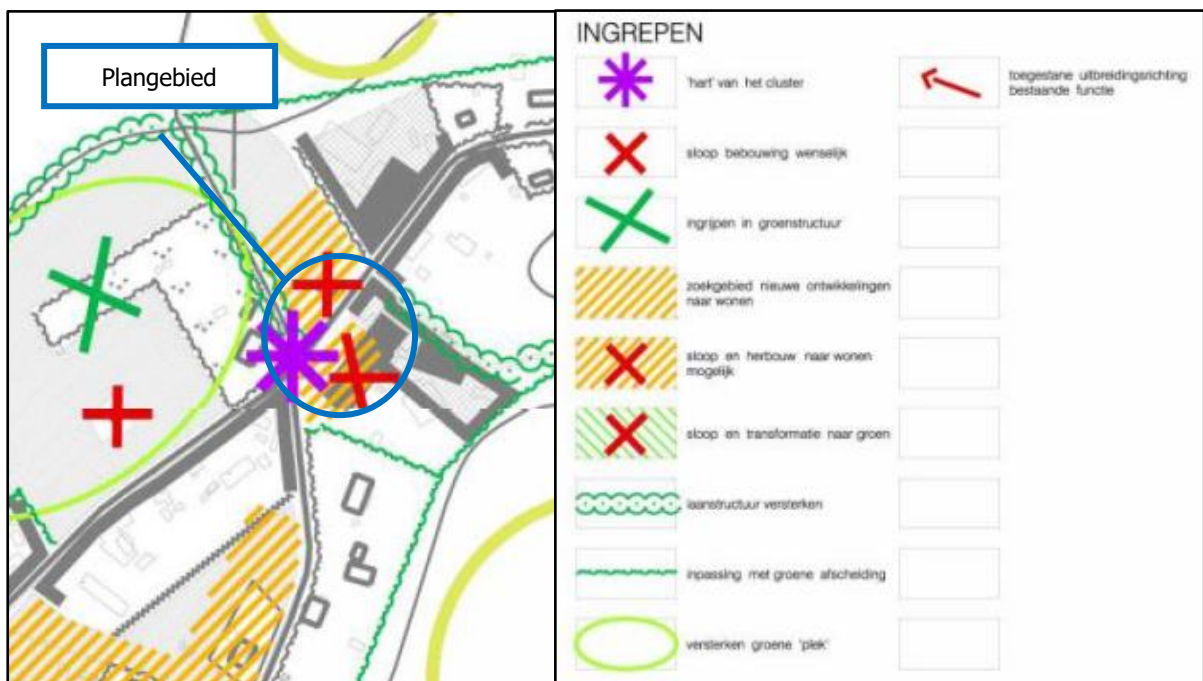 Plangebied
INGREPEN
'hart' van het cluster
sloop bebouwing wenselijk
ingrijpen in groenstructuur
zoekgebied nieuwe ontwikkelingen
naar wonen
sloop en herbouw naar wonen
mogelijk
sloop en transformatie naar groen
laanstructuur versterken
inpassing met groene afscheiding
versterken groene 'plek'
toegestane uitbreidingsrichting
bestaande functie